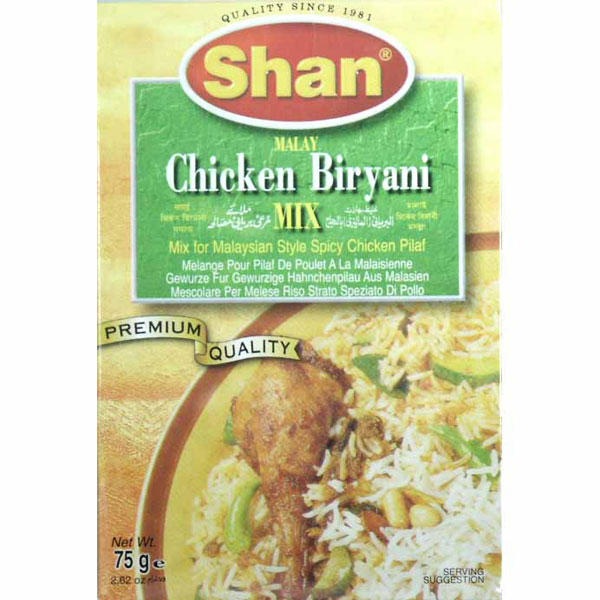 QUALITY SINCE 1981
Shan®
MALAY
Chicken Biryani
MIX
Mix for Malaysian Style Spicy Chicken Pilaf
Melange Pour Pilaf De Poulet A La Malaisienne
Gewurze Fur Gewurzige Hahnchenpilau Aus Malasien
Mescolare Per Melese Riso Strato Speziato Di Pollo
PREMIUM
QUALITY
Net Wt.
75 g e
2.62 oz
SERVING
SUGGESTION